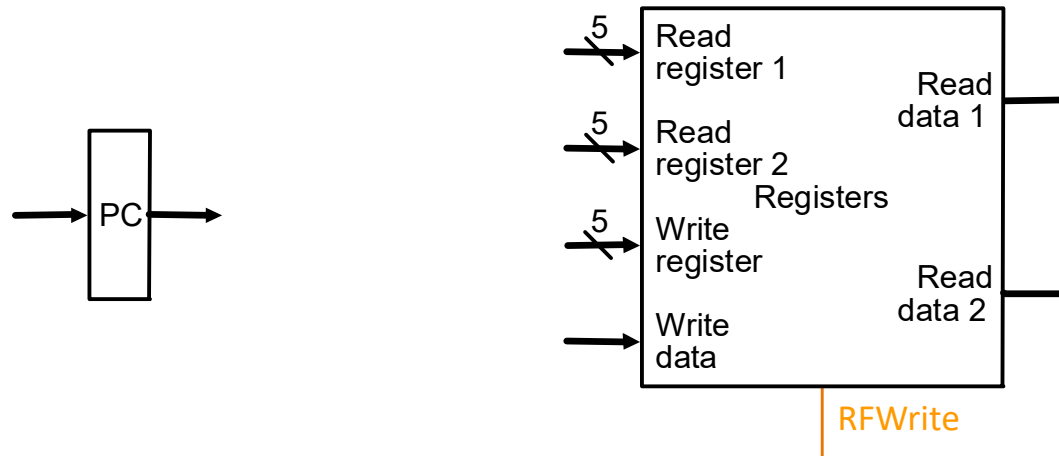 PC
5
Read
register 1
5
Read
register 2
5
Write
register
Write
data
Registers
Read
data 1
Read
data 2
RFWrite